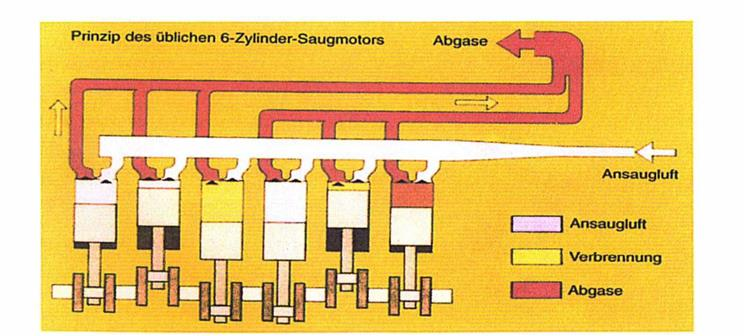 Prinzip des üblichen 6-Zylinder-Saugmotors
Abgase
Ansaugluft
Ansaugluft
Verbrennung
Abgase